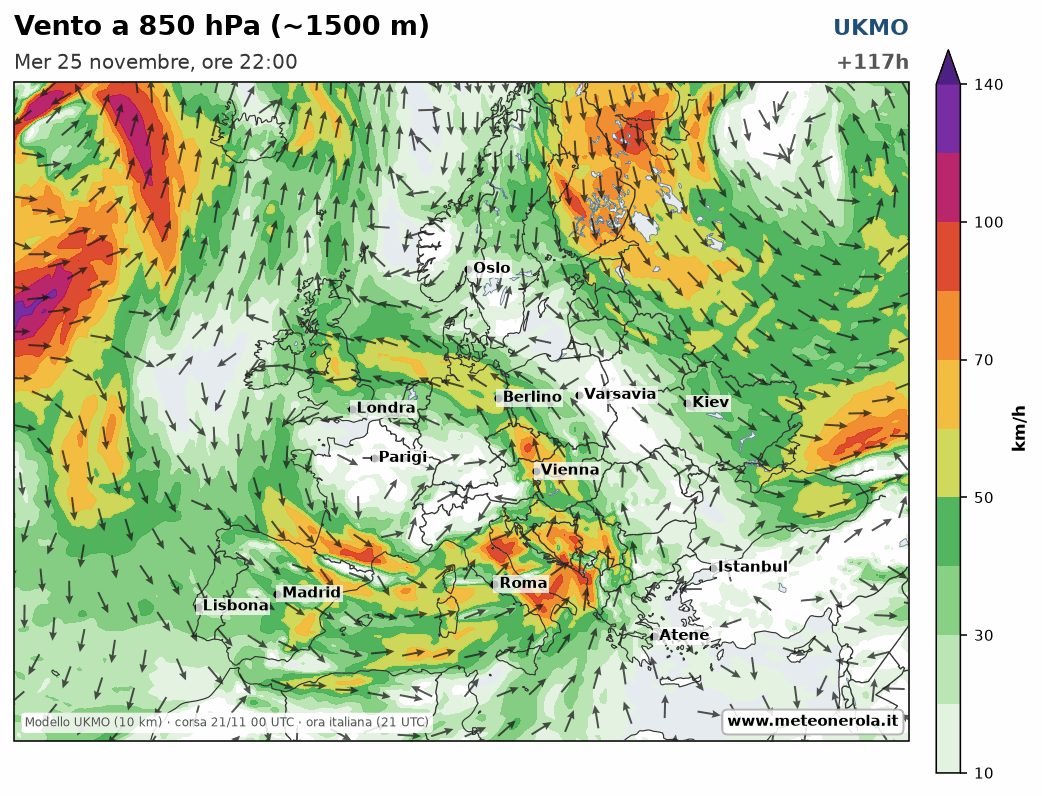 Vento a 850 hPa (~1500 m)
UKMO
Mer 25 novembre, ore 22:00
+117h
140
100
70
50
30
10
km/h
Oslo
Berlino
Varsavia
Kiev
Londra
Parigi
Vienna
Istanbul
Roma
Madrid
Lisbona
Atene
Modello UKMO (10 km) · corsa 21/11 00 UTC · ora italiana (21 UTC)
www.meteonerola.it